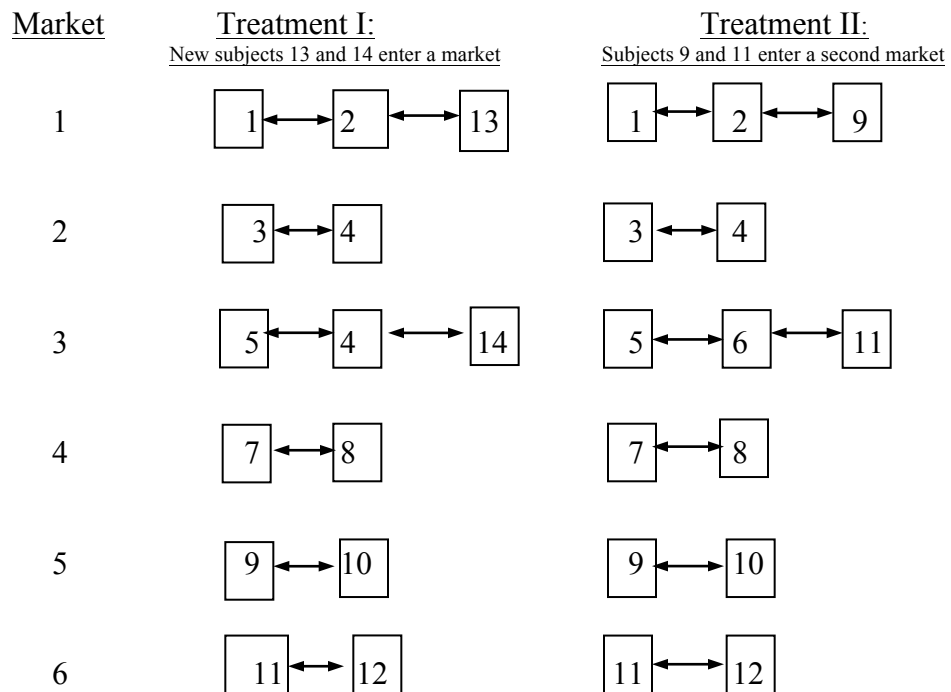 Market Treatment I: Treatment II:
New subjects 13 and 14 enter a market Subjects 9 and 11 enter a second market
1 1 2 13 1 2 9
2 3 4 3 4
3 5 4 14 5 6 11
4 7 8 7 8
5 9 10 9 10
6 11 12 11 12